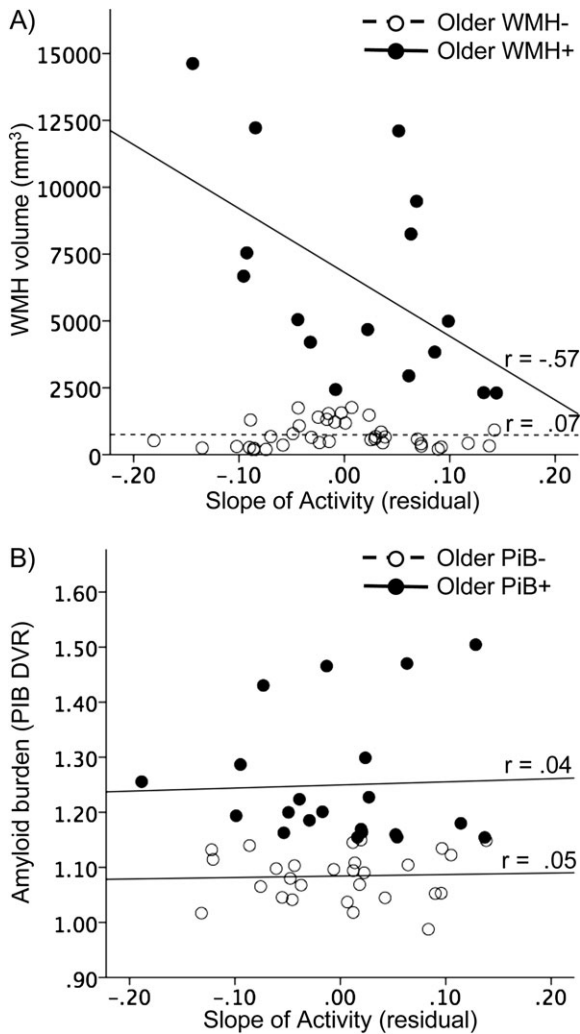 A)
Older WMH-
Older WMH+
15000
12500
10000
7500
5000
2500
0
WMH volume (mm³)
r = -.57
r = .07
-.20 -.10 .00 .10 .20
Slope of Activity (residual)
B)
Older PiB-
Older PiB+
1.60
1.50
1.40
1.30
1.20
1.10
1.00
.90
Amyloid burden (PIB DVR)
r = .04
r = .05
-.20 -.10 .00 .10 .20
Slope of Activity (residual)